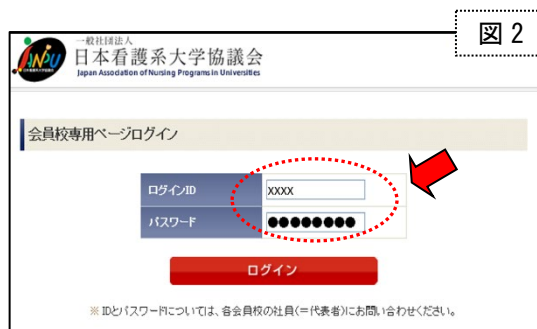 図 2
JANPU
一般社団法人
日本看護系大学協議会
Japan Association of Nursing Programs in Universities
会員校専用ページログイン
ログインID
xxxx
パスワード
●●●●●●●●
ログイン
※ IDとパスワードについては、各会員校の社員(=代表者)にお問い合わせください。